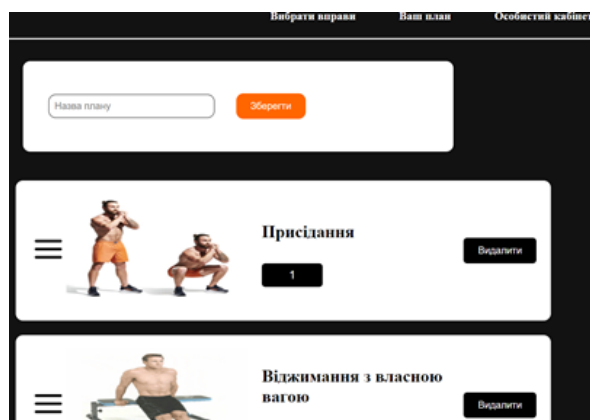 Вибрати вправи Ваш план Особистий кабінет
Назва плану Зберегти
Присідання
1
Видалити
Віджимання з власною
вагою
Видалити